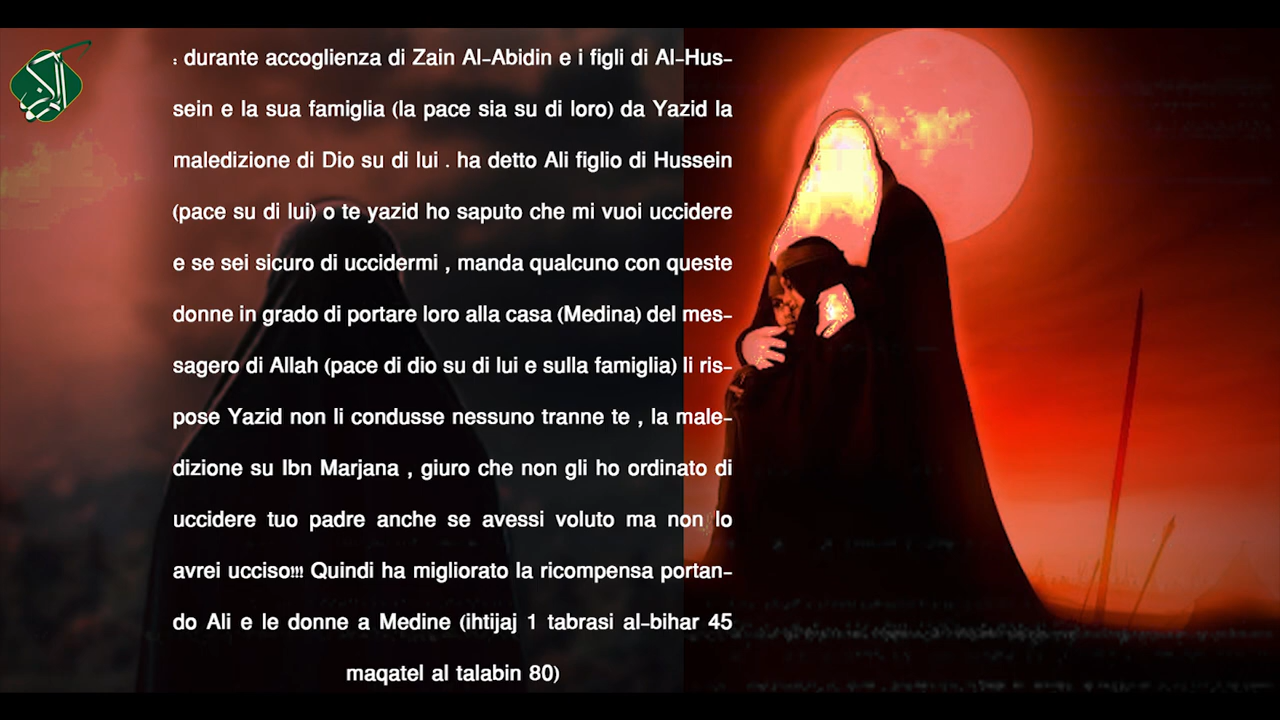 : durante accoglienza di Zain Al-Abidin e i figli di Al-Hus-
sein e la sua famiglia (la pace sia su di loro) da Yazid la
maledizione di Dio su di lui . ha detto Ali figlio di Hussein
(pace su di lui) o te yazid ho saputo che mi vuoi uccidere
e se sei sicuro di uccidermi , manda qualcuno con queste
donne in grado di portare loro alla casa (Medina) del mes-
sagero di Allah (pace di dio su di lui e sulla famiglia) li ris-
pose Yazid non li condusse nessuno tranne te , la male-
dizione su Ibn Marjana , giuro che non gli ho ordinato di
uccidere tuo padre anche se avessi voluto ma non lo
avrei ucciso!!! Quindi ha migliorato la ricompensa portan-
do Ali e le donne a Medine (ihtijaj 1 tabrasi al-bihar 45
maqatel al talabin 80)